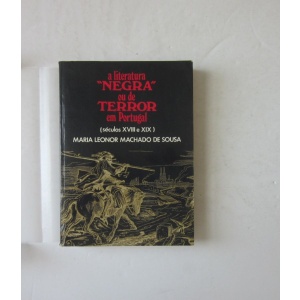 a literatura
"NEGRA"
ou de
TERROR
em Portugal
(séculos XVIII e XIX)
MARIA LEONOR MACHADO DE SOUSA